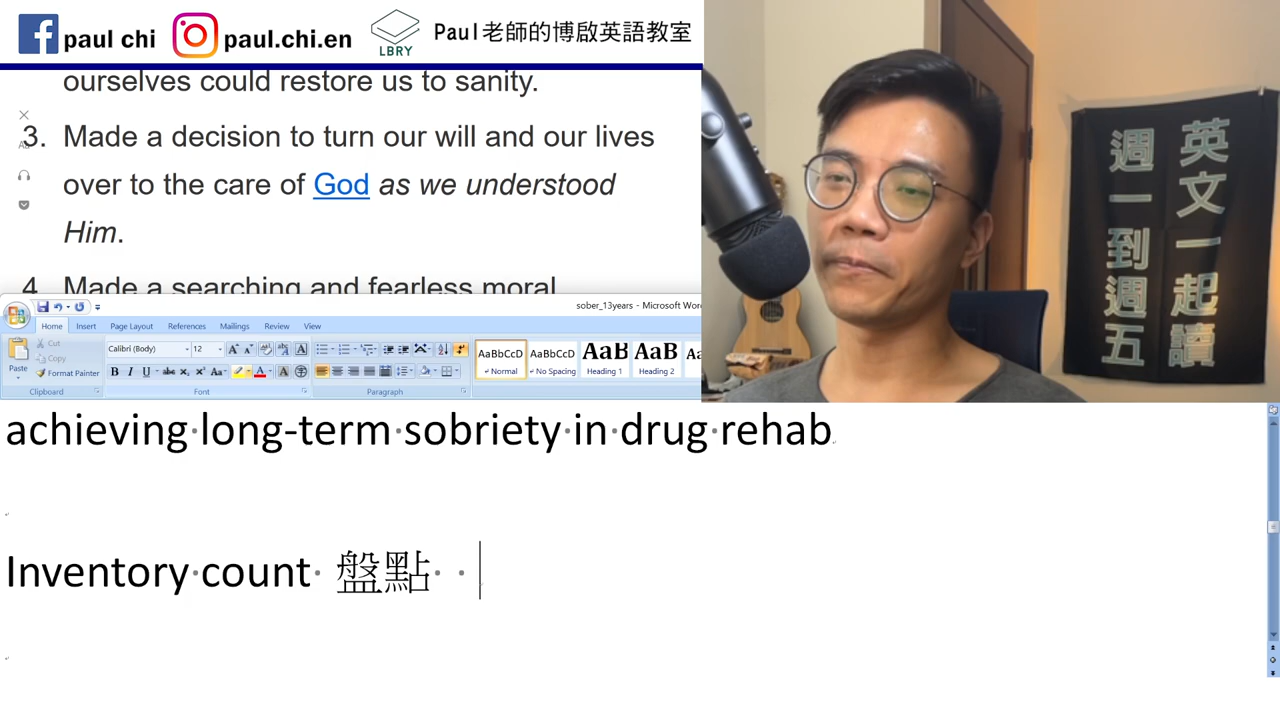 paul chi
paul.chi.en
LBRY
Paul老師的博啟英語教室
ourselves could restore us to sanity.
3. Made a decision to turn our will and our lives
over to the care of God as we understood
Him.
4. Made a searching and fearless moral
sober_13years - Microsoft Word
Home Insert Page Layout References Mailings Review View
Paste
Cut
Copy
Format Painter
Clipboard
Calibri (Body) 12
Font
Paragraph
AaBbCcD AaBbCcD AaB AaB
Normal No Spacing Heading 1 Heading 2
achieving long-term sobriety in drug rehab
Inventory count 盤點
英文一起讀
週一到週五